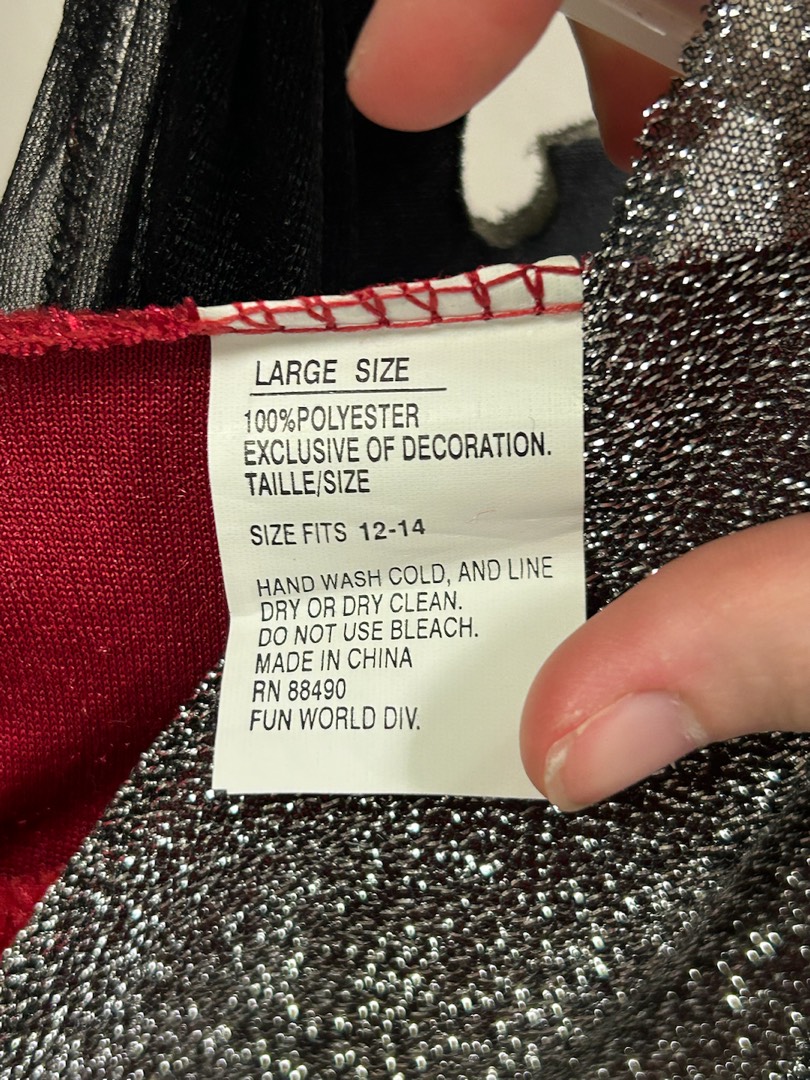 LARGE SIZE
100%POLYESTER
EXCLUSIVE OF DECORATION.
TAILLE/SIZE
SIZE FITS 12-14
HAND WASH COLD, AND LINE
DRY OR DRY CLEAN.
DO NOT USE BLEACH.
MADE IN CHINA
RN 88490
FUN WORLD DIV.